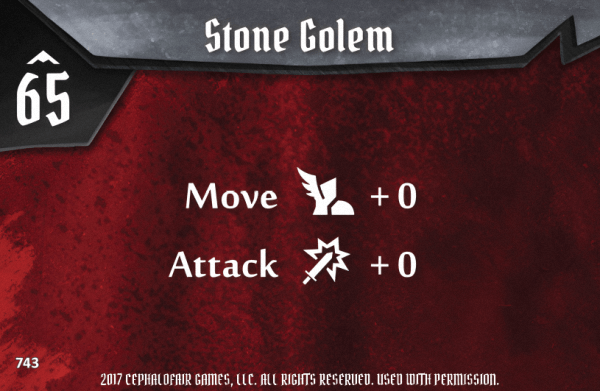 Stone Golem
65
Move + 0
Attack + 0
743
2017 CEPHALOFAIR GAMES, LLC. ALL RIGHTS RESERVED. USED WITH PERMISSION.